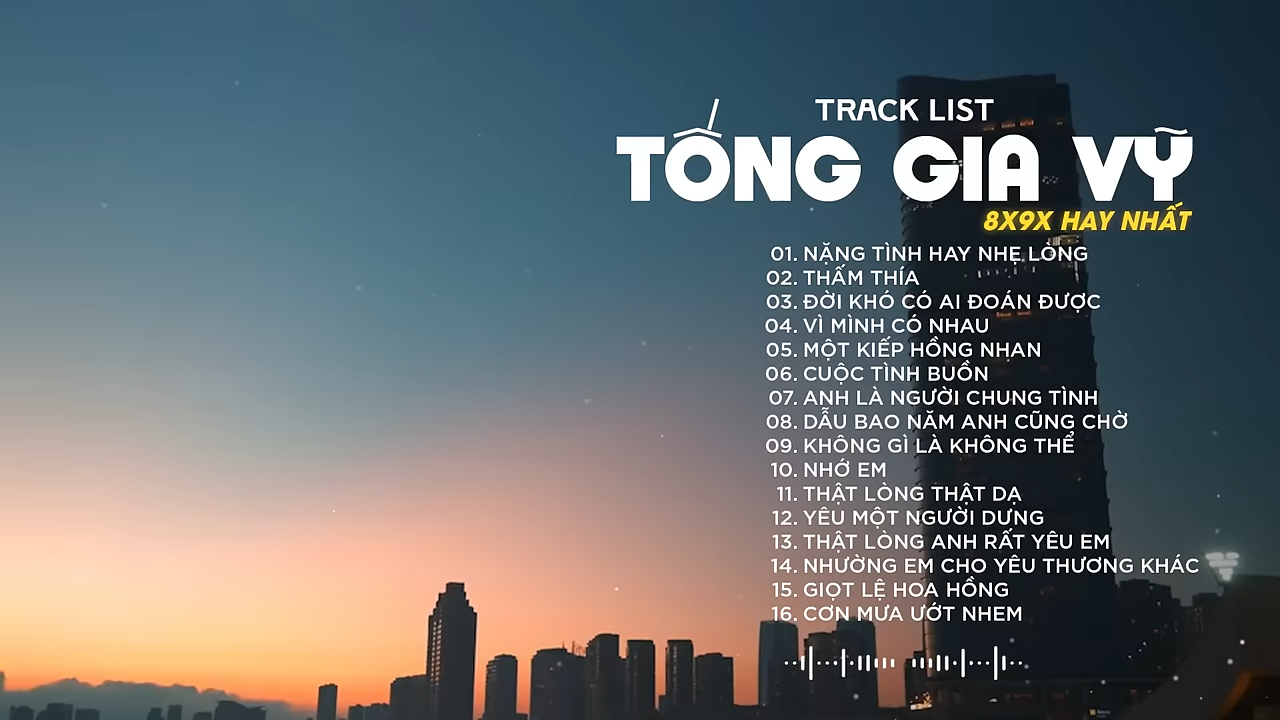 TRACK LIST
TỐNG GIA VỸ
8X9X HAY NHẤT
01. NẶNG TÌNH HAY NHẸ LÒNG
02. THẤM THÍA
03. ĐỜI KHÓ CÓ AI ĐOÁN ĐƯỢC
04. VÌ MÌNH CÓ NHAU
05. MỘT KIẾP HỒNG NHAN
06. CUỘC TÌNH BUỒN
07. ANH LÀ NGƯỜI CHUNG TÌNH
08. DẪU BAO NĂM ANH CŨNG CHỜ
09. KHÔNG GÌ LÀ KHÔNG THỂ
10. NHỚ EM
11. THẬT LÒNG THẬT DẠ
12. YÊU MỘT NGƯỜI DƯNG
13. THẬT LÒNG ANH RẤT YÊU EM
14. NHƯỜNG EM CHO YÊU THƯƠNG KHÁC
15. GIỌT LỆ HOA HỒNG
16. CƠN MƯA ƯỚT NHEM